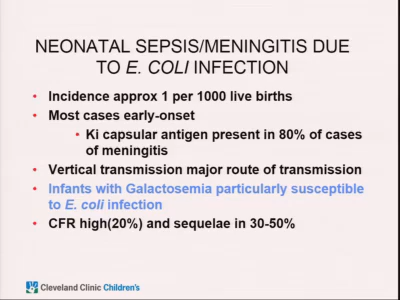 NEONATAL SEPSIS/MENINGITIS DUE
TO E. COLI INFECTION
• Incidence approx 1 per 1000 live births
• Most cases early-onset
• Ki capsular antigen present in 80% of cases
of meningitis
• Vertical transmission major route of transmission
• Infants with Galactosemia particularly susceptible
to E. coli infection
• CFR high(20%) and sequelae in 30-50%
Cleveland Clinic Children's